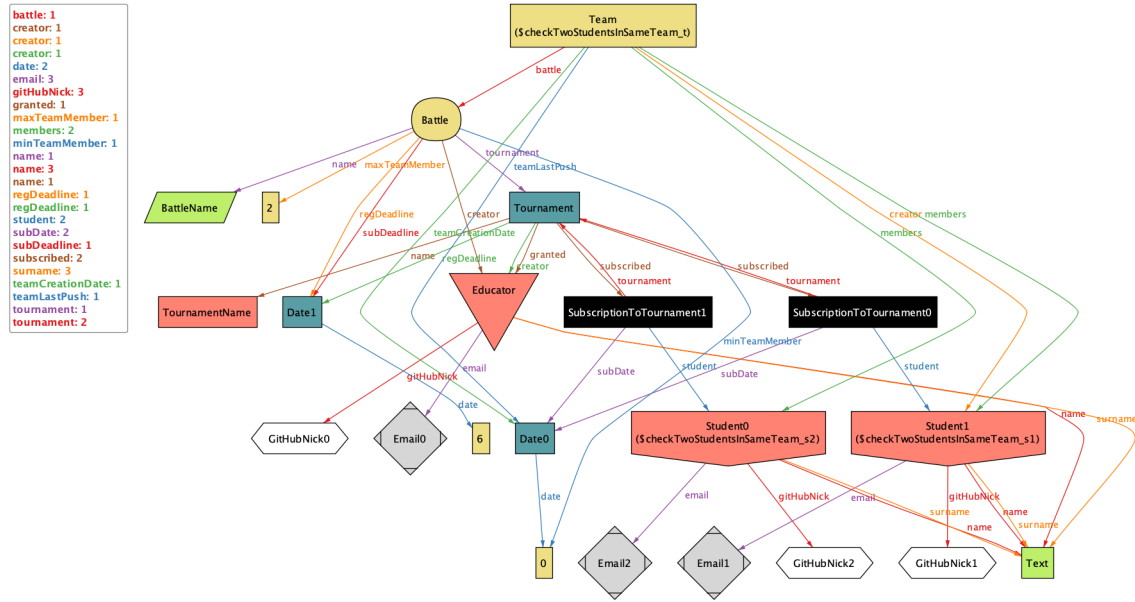 battle: 1
creator: 1
creator: 1
creator: 1
date: 2
email: 3
gitHubNick: 3
granted: 1
maxTeamMember: 1
members: 2
minTeamMember: 1
name: 1
name: 3
name: 1
regDeadline: 1
regDeadline: 1
student: 2
subDate: 2
subDeadline: 1
subscribed: 2
surname: 3
teamCreationDate: 1
teamLastPush: 1
tournament: 1
tournament: 2
Team
($checkTwoStudentsInSameTeam_t)
battle
Battle
name
maxTeamMember
tournament
teamLastPush
BattleName
2
Tournament
regDeadline
subDeadline
creator
teamCreationDate
creator
members
members
name
regDeadline
creator
granted
subscribed
tournament
subscribed
tournament
TournamentName
Date1
Educator
SubscriptionToTournament1
SubscriptionToTournament0
minTeamMember
gitHubNick
email
subDate
student
subDate
student
date
name
surname
GitHubNick0
Email0
6
Date0
Student0
($checkTwoStudentsInSameTeam_s2)
Student1
($checkTwoStudentsInSameTeam_s1)
date
email
gitHubNick
surname
name
email
gitHubNick
name
surname
0
Email2
Email1
GitHubNick2
GitHubNick1
Text